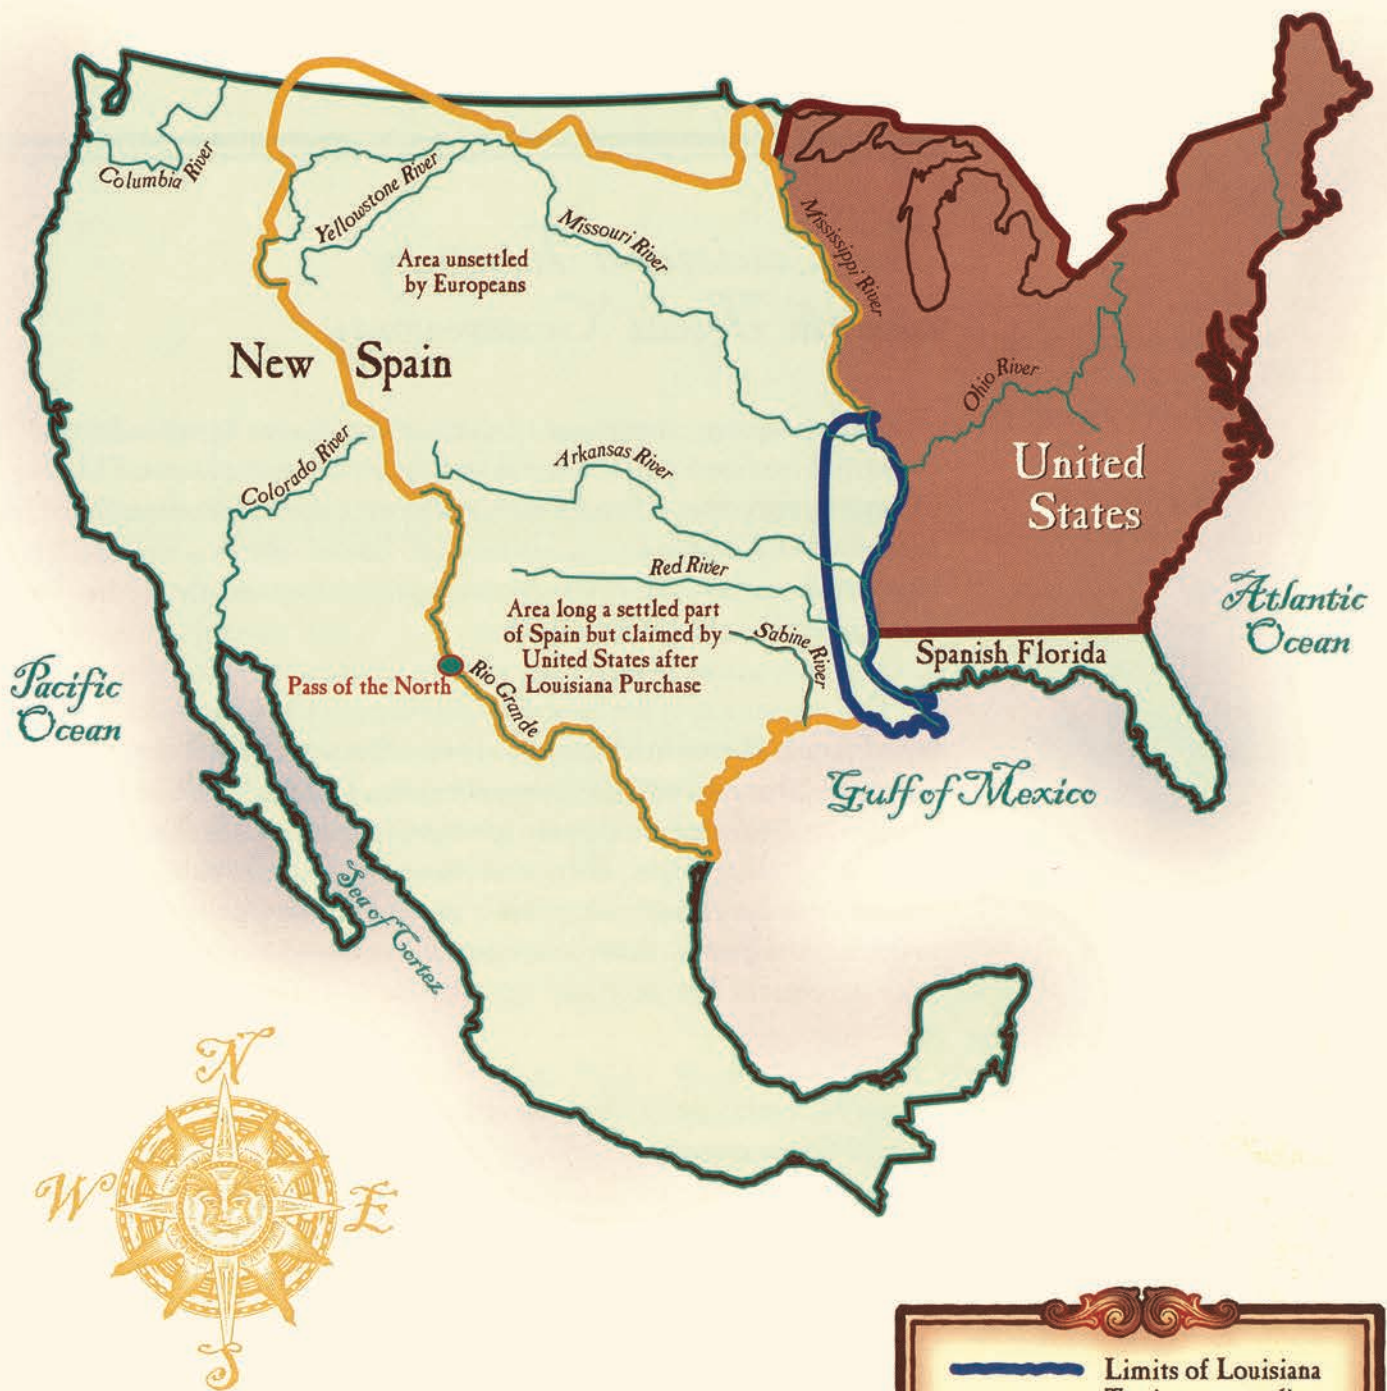 Columbia River
Yellowstone River
Missouri River
Mississippi River
Area unsettled
by Europeans
New Spain
Ohio River
Colorado River
Arkansas River
United
States
Red River
Atlantic
Ocean
Area long a settled part
of Spain but claimed by
United States after
Louisiana Purchase
Sabine River
Spanish Florida
Pacific
Ocean
Pass of the North
Rio Grande
Gulf of Mexico
Sea of Cortez
N
W
E
S
Limits of Louisiana